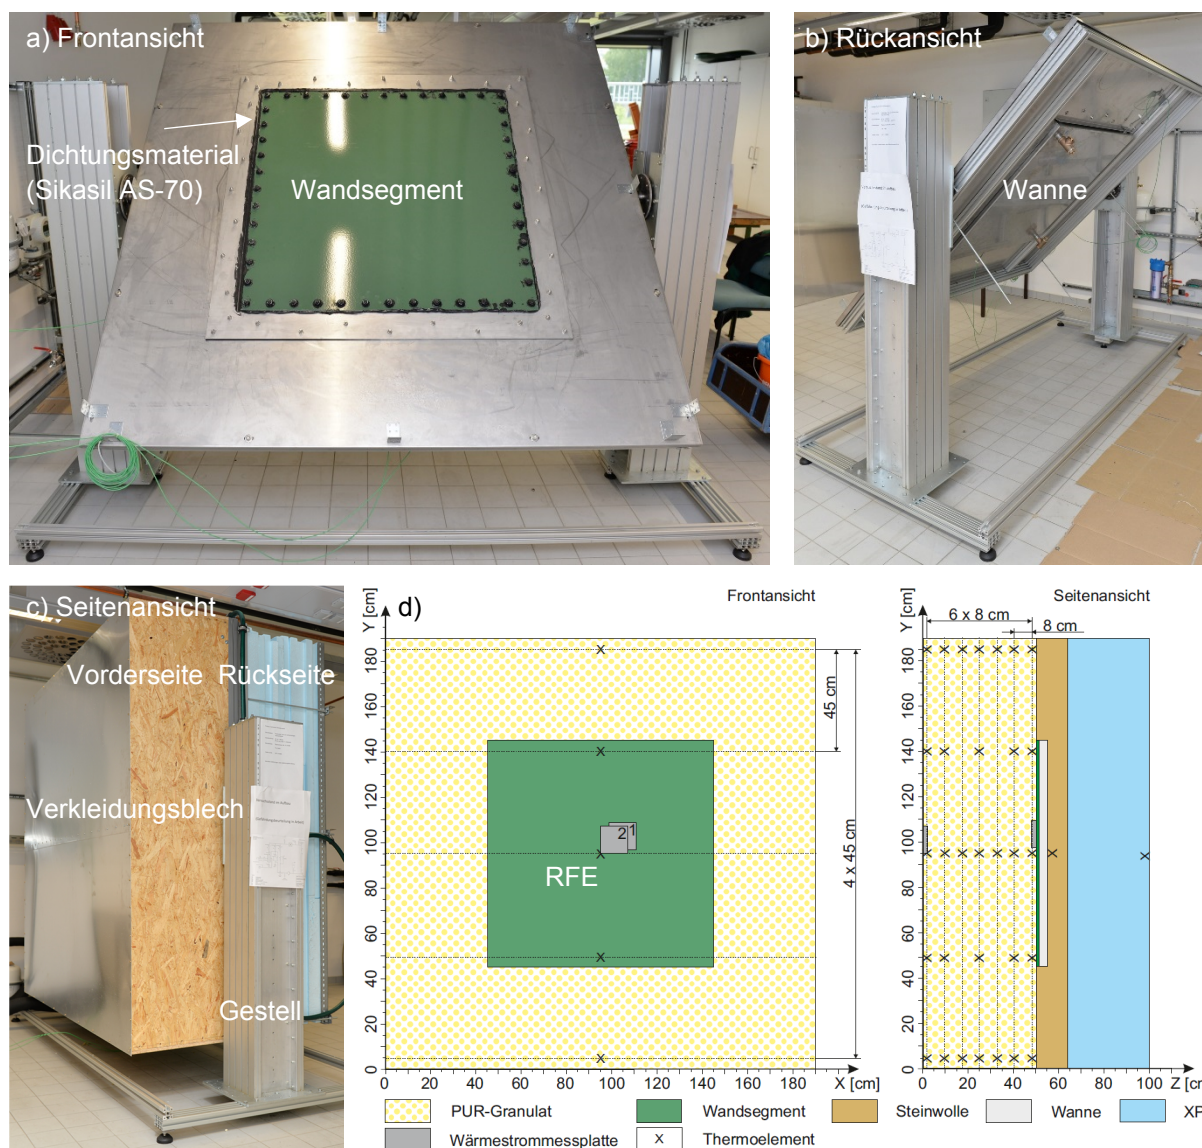 a) Frontansicht
Dichtungsmaterial
(Sikasil AS-70)
Wandsegment
b) Rückansicht
Wanne
c) Seitenansicht
Vorderseite
Rückseite
Verkleidungsblech
Gestell
d)
Frontansicht
Y [cm]
180
160
140
120
100
80
60
40
20
0
45 cm
4 x 45 cm
2
1
RFE
0 20 40 60 80 100 120 140 160 180
X [cm]
Seitenansicht
Y [cm]
6 x 8 cm
8 cm
180
160
140
120
100
80
60
40
20
0
0 20 40 60 80 100 Z [cm
PUR-Granulat
Wandsegment
Steinwolle
Wanne
XP
Wärmestrommessplatte
X Thermoelement